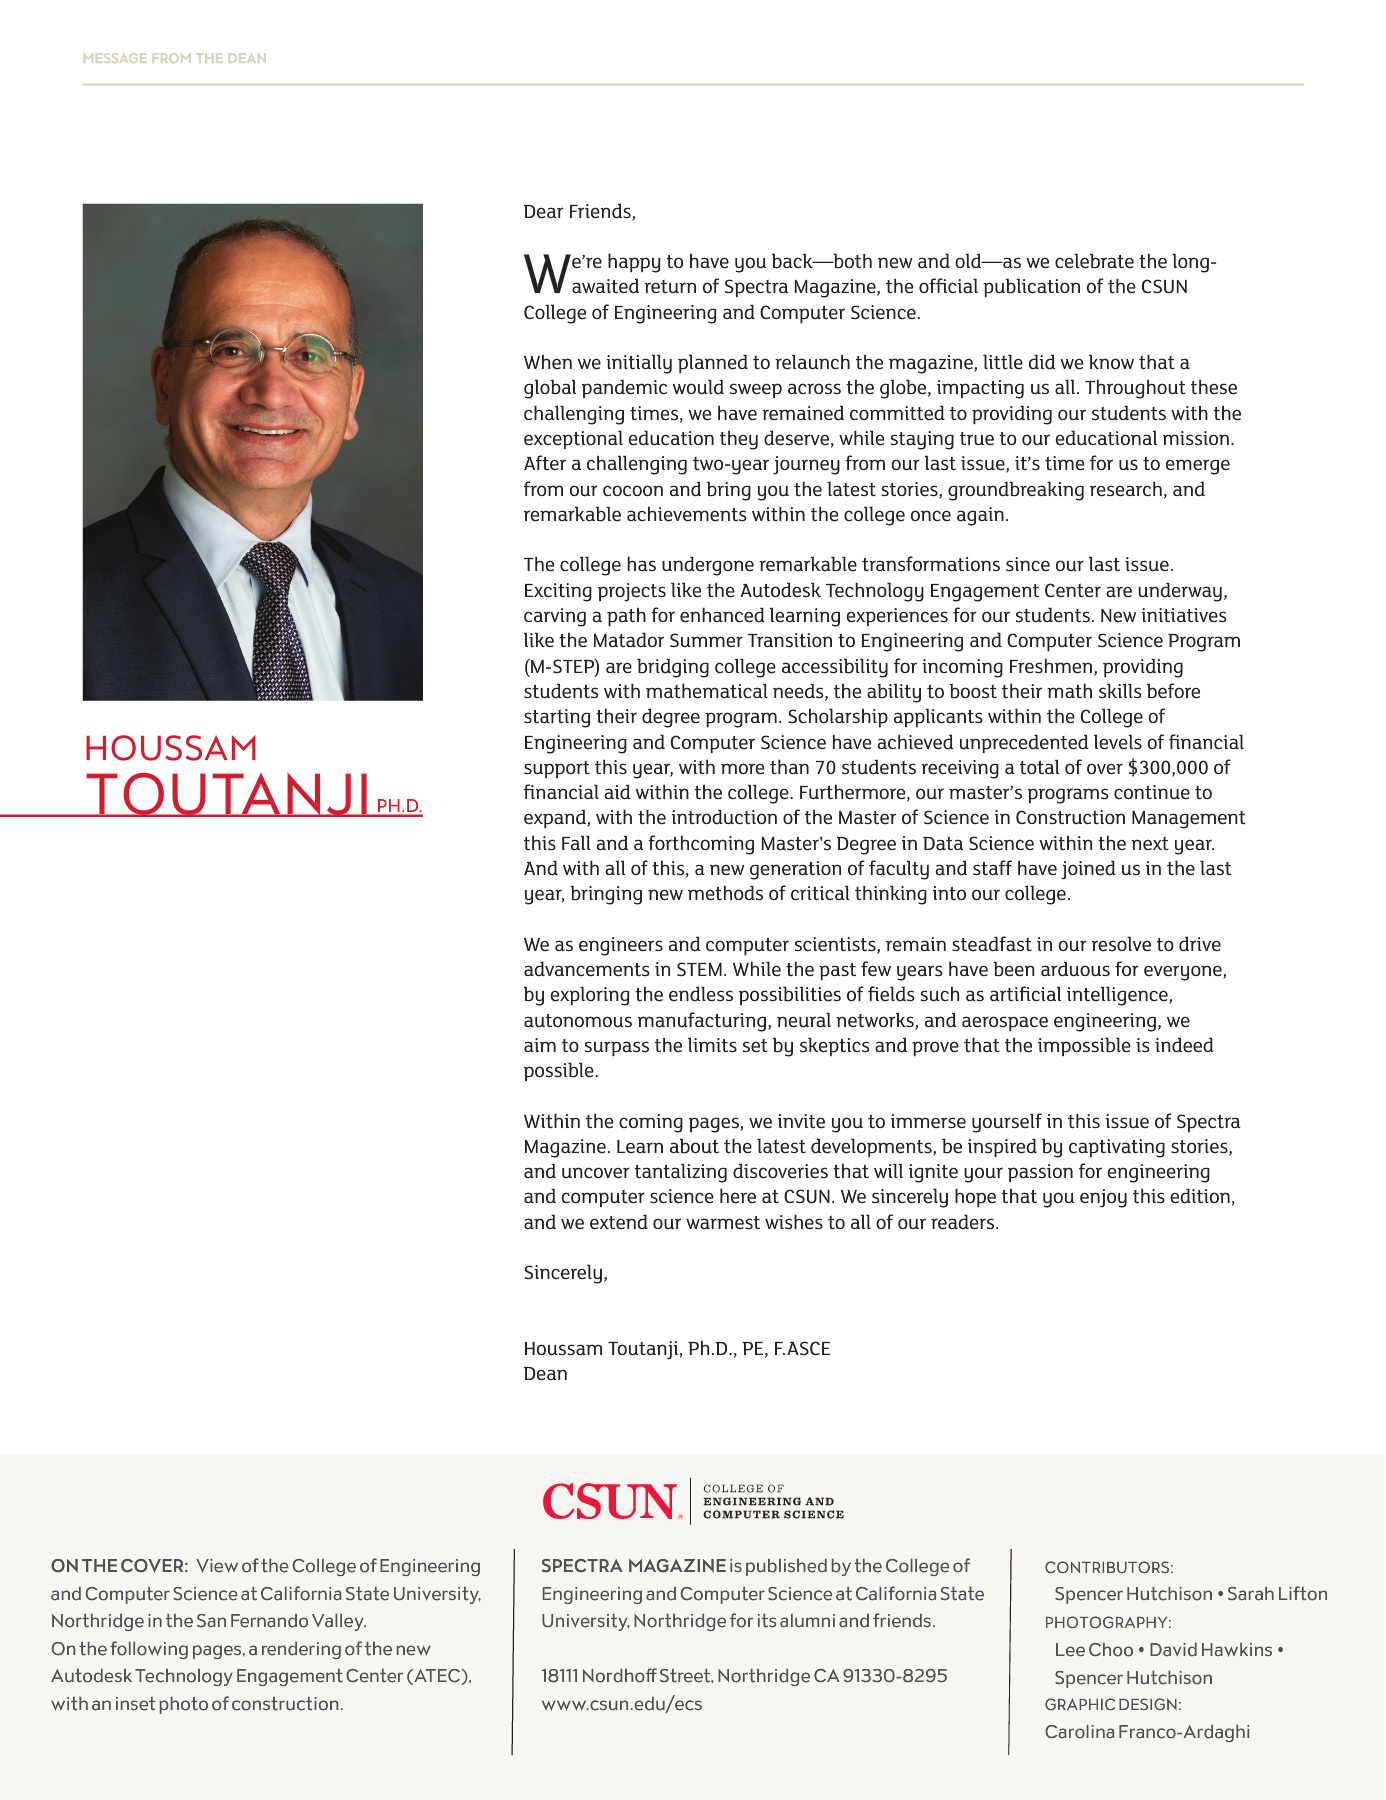 MESSAGE FROM THE DEAN
HOUSSAM
TOUTANJI PH.D.
Dear Friends,
We’re happy to have you back—both new and old—as we celebrate the long-
awaited return of Spectra Magazine, the official publication of the CSUN
College of Engineering and Computer Science.
When we initially planned to relaunch the magazine, little did we know that a
global pandemic would sweep across the globe, impacting us all. Throughout these
challenging times, we have remained committed to providing our students with the
exceptional education they deserve, while staying true to our educational mission.
After a challenging two-year journey from our last issue, it’s time for us to emerge
from our cocoon and bring you the latest stories, groundbreaking research, and
remarkable achievements within the college once again.
The college has undergone remarkable transformations since our last issue.
Exciting projects like the Autodesk Technology Engagement Center are underway,
carving a path for enhanced learning experiences for our students. New initiatives
like the Matador Summer Transition to Engineering and Computer Science Program
(M-STEP) are bridging college accessibility for incoming Freshmen, providing
students with mathematical needs, the ability to boost their math skills before
starting their degree program. Scholarship applicants within the College of
Engineering and Computer Science have achieved unprecedented levels of financial
support this year, with more than 70 students receiving a total of over $300,000 of
financial aid within the college. Furthermore, our master’s programs continue to
expand, with the introduction of the Master of Science in Construction Management
this Fall and a forthcoming Master's Degree in Data Science within the next year.
And with all of this, a new generation of faculty and staff have joined us in the last
year, bringing new methods of critical thinking into our college.
We as engineers and computer scientists, remain steadfast in our resolve to drive
advancements in STEM. While the past few years have been arduous for everyone,
by exploring the endless possibilities of fields such as artificial intelligence,
autonomous manufacturing, neural networks, and aerospace engineering, we
aim to surpass the limits set by skeptics and prove that the impossible is indeed
possible.
Within the coming pages, we invite you to immerse yourself in this issue of Spectra
Magazine. Learn about the latest developments, be inspired by captivating stories,
and uncover tantalizing discoveries that will ignite your passion for engineering
and computer science here at CSUN. We sincerely hope that you enjoy this edition,
and we extend our warmest wishes to all of our readers.
Sincerely,
Houssam Toutanji, Ph.D., PE, F.ASCE
Dean
CSUN®
COLLEGE OF
ENGINEERING AND
COMPUTER SCIENCE
ON THE COVER: View of the College of Engineering
and Computer Science at California State University,
Northridge in the San Fernando Valley.
On the following pages, a rendering of the new
Autodesk Technology Engagement Center (ATEC),
with an inset photo of construction.
SPECTRA MAGAZINE is published by the College of
Engineering and Computer Science at California State
University, Northridge for its alumni and friends.
18111 Nordhoff Street, Northridge CA 91330-8295
www.csun.edu/ecs
CONTRIBUTORS:
Spencer Hutchison • Sarah Lifton
PHOTOGRAPHY:
Lee Choo • David Hawkins •
Spencer Hutchison
GRAPHIC DESIGN:
Carolina Franco-Ardaghi